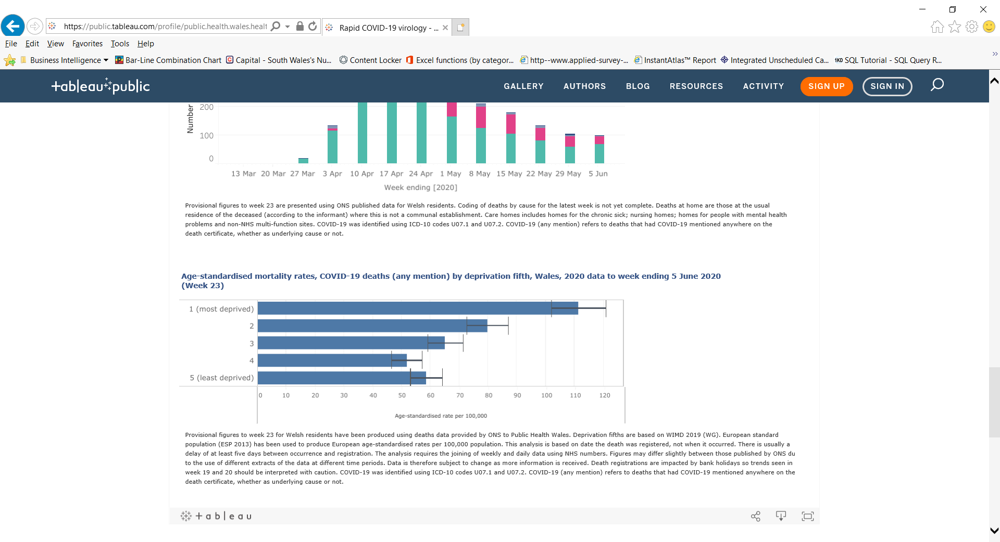 https://public.tableau.com/profile/public.health.wales.healt
Rapid COVID-19 virology - ...
File Edit View Favorites Tools Help
Business Intelligence Bar-Line Combination Chart Capital - South Wales's Nu... Content Locker Excel functions (by categor... http--www.applied-survey-... InstantAtlas™ Report Integrated Unscheduled Ca... 1KD SQL Tutorial - SQL Query R...
+ableau public GALLERY AUTHORS BLOG RESOURCES ACTIVITY SIGN UP SIGN IN
Number
200
100
0
13 Mar 20 Mar 27 Mar 3 Apr 10 Apr 17 Apr 24 Apr 1 May 8 May 15 May 22 May 29 May 5 Jun
Week ending [2020]
Provisional figures to week 23 are presented using ONS published data for Welsh residents. Coding of deaths by cause for the latest week is not yet complete. Deaths at home are those at the usual
residence of the deceased (according to the informant) where this is not a communal establishment. Care homes includes homes for the chronic sick; nursing homes; homes for people with mental health
problems and non-NHS multi-function sites. COVID-19 was identified using ICD-10 codes U07.1 and U07.2. COVID-19 (any mention) refers to deaths that had COVID-19 mentioned anywhere on the
death certificate, whether as underlying cause or not.
Age-standardised mortality rates, COVID-19 deaths (any mention) by deprivation fifth, Wales, 2020 data to week ending 5 June 2020
(Week 23)
1 (most deprived)
2
3
4
5 (least deprived)
0 10 20 30 40 50 60 70 80 90 100 110 120
Age-standardised rate per 100,000
Provisional figures to week 23 for Welsh residents have been produced using deaths data provided by ONS to Public Health Wales. Deprivation fifths are based on WIMD 2019 (WG). European standard
population (ESP 2013) has been used to produce European age-standardised rates per 100,000 population. This analysis is based on date the death was registered, not when it occurred. There is usually a
delay of at least five days between occurrence and registration. The analysis requires the joining of weekly and daily data using NHS numbers. Figures may differ slightly between those published by ONS du
to the use of different extracts of the data at different time periods. Data is therefore subject to change as more information is received. Death registrations are impacted by bank holidays so trends seen in
week 19 and 20 should be interpreted with caution. COVID-19 was identified using ICD-10 codes U07.1 and U07.2. COVID-19 (any mention) refers to deaths that had COVID-19 mentioned anywhere on the
death certificate, whether as underlying cause or not.
+ableau